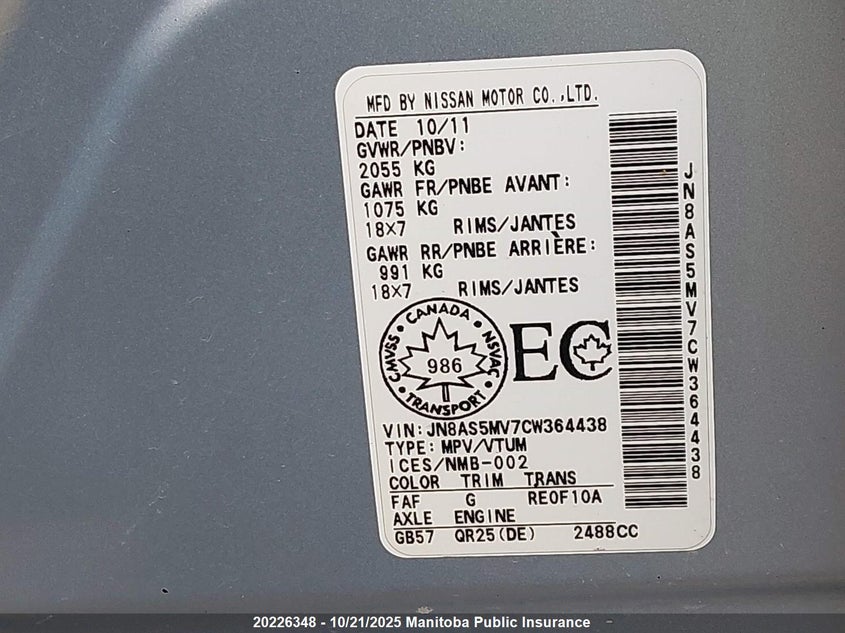 MFD BY NISSAN MOTOR CO.,LTD.
DATE 10/11
GVWR/PNBV:
2055 KG
GAWR FR/PNBE AVANT:
1075 KG
18X7 RIMS/JANTES
GAWR RR/PNBE ARRIÈRE:
991 KG
18X7 RIMS/JANTES
CANADA
CMVSS 986 NSVAC
TRANSPORT
EC
VIN: JN8AS5MV7CW364438
TYPE: MPV/VTUM
ICES/NMB-002
COLOR TRIM TRANS
FAF G RE0F10A
AXLE ENGINE
GB57 QR25(DE) 2488CC
JN8AS5MV7CW364438
20226348 - 10/21/2025 Manitoba Public Insurance